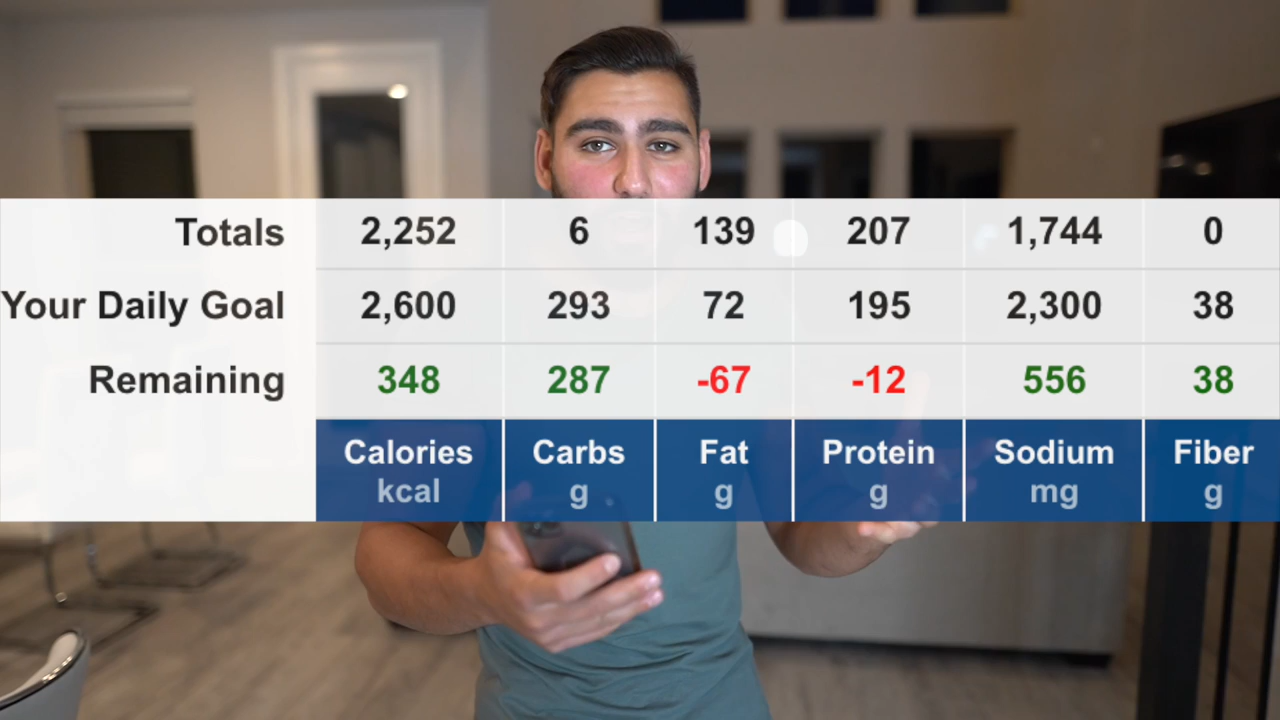 Totals 2,252 6 139 207 1,744 0
Your Daily Goal 2,600 293 72 195 2,300 38
Remaining 348 287 -67 -12 556 38
Calories Carbs Fat Protein Sodium Fiber
kcal g g g mg g